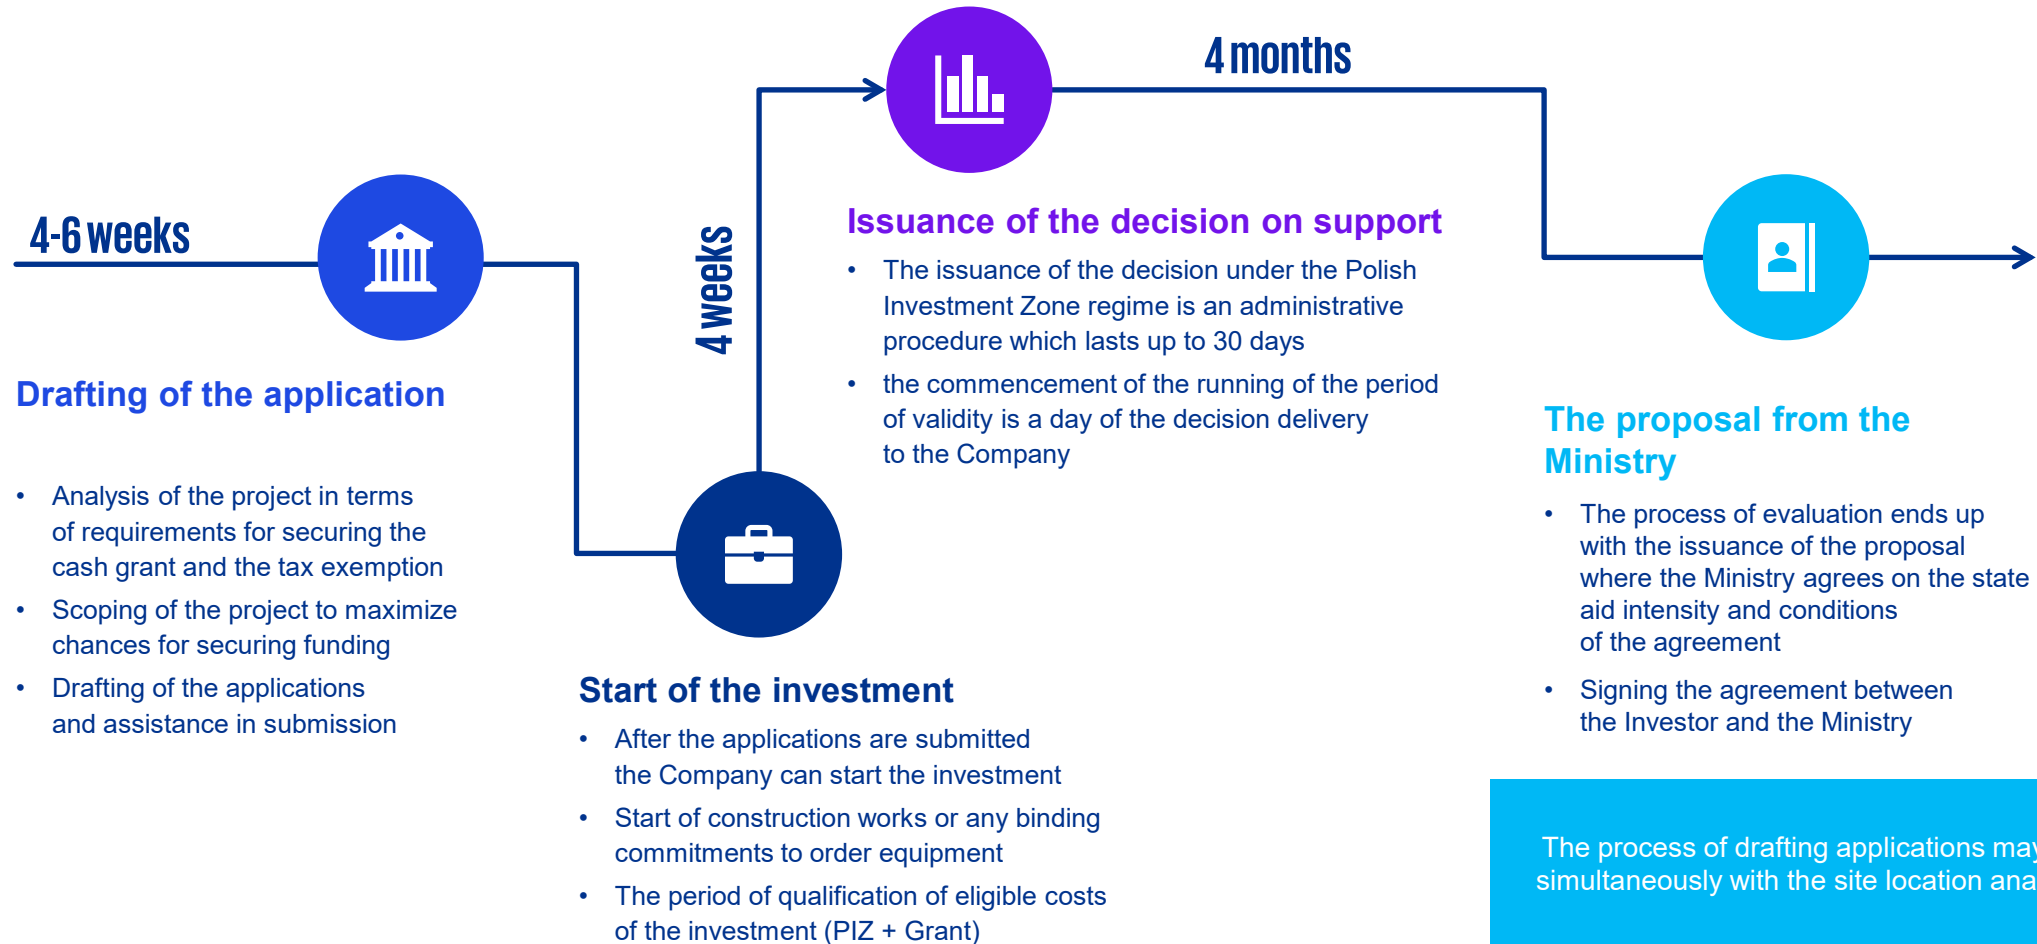 4-6 weeks
Drafting of the application
• Analysis of the project in terms
of requirements for securing the
cash grant and the tax exemption
• Scoping of the project to maximize
chances for securing funding
• Drafting of the applications
and assistance in submission
4 weeks
Start of the investment
• After the applications are submitted
the Company can start the investment
• Start of construction works or any binding
commitments to order equipment
• The period of qualification of eligible costs
of the investment (PIZ + Grant)
Issuance of the decision on support
• The issuance of the decision under the Polish
Investment Zone regime is an administrative
procedure which lasts up to 30 days
• the commencement of the running of the period
of validity is a day of the decision delivery
to the Company
4 months
The proposal from the
Ministry
• The process of evaluation ends up
with the issuance of the proposal
where the Ministry agrees on the state
aid intensity and conditions
of the agreement
• Signing the agreement between
the Investor and the Ministry
The process of drafting applications may
simultaneously with the site location ana